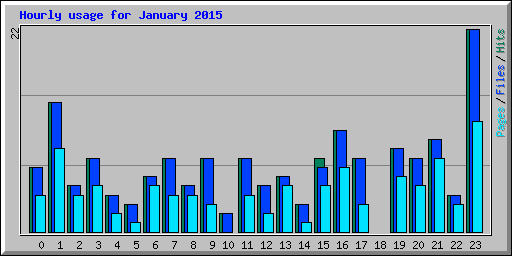 Hourly usage for January 2015
22
Pages/Files/Hits
0 1 2 3 4 5 6 7 8 9 10 11 12 13 14 15 16 17 18 19 20 21 22 23